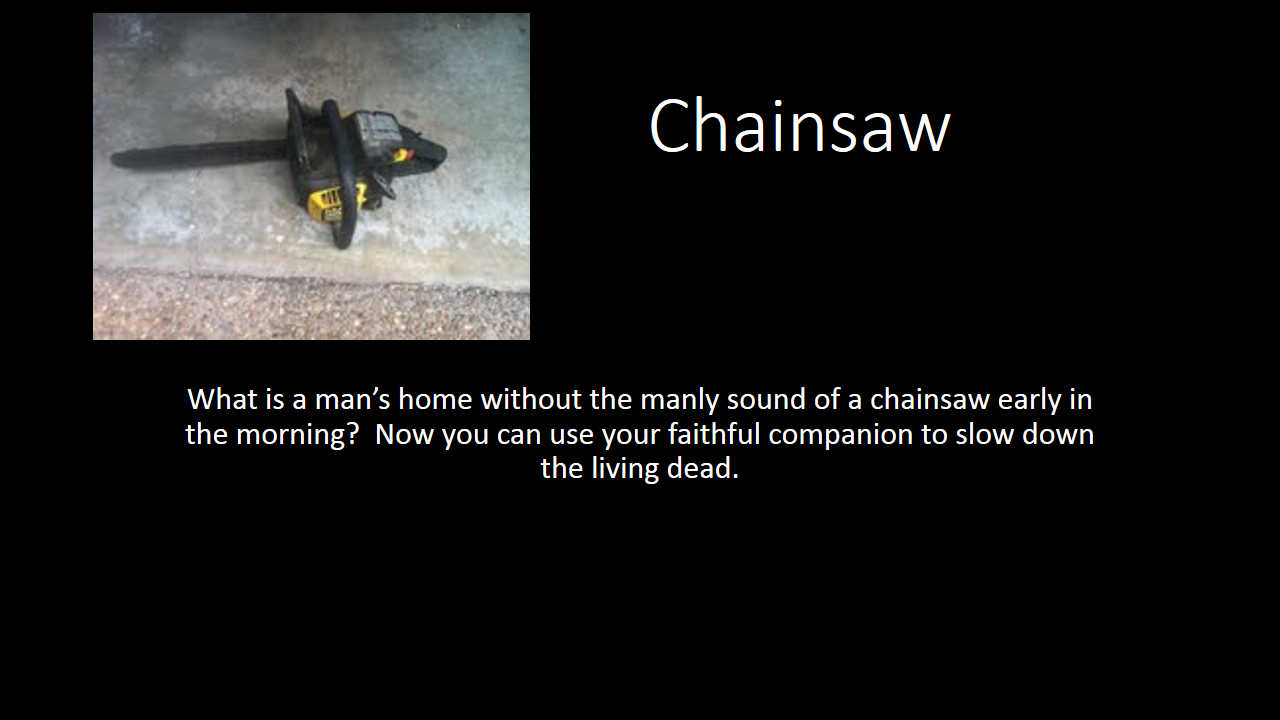 Chainsaw
What is a man’s home without the manly sound of a chainsaw early in
the morning?  Now you can use your faithful companion to slow down
the living dead.